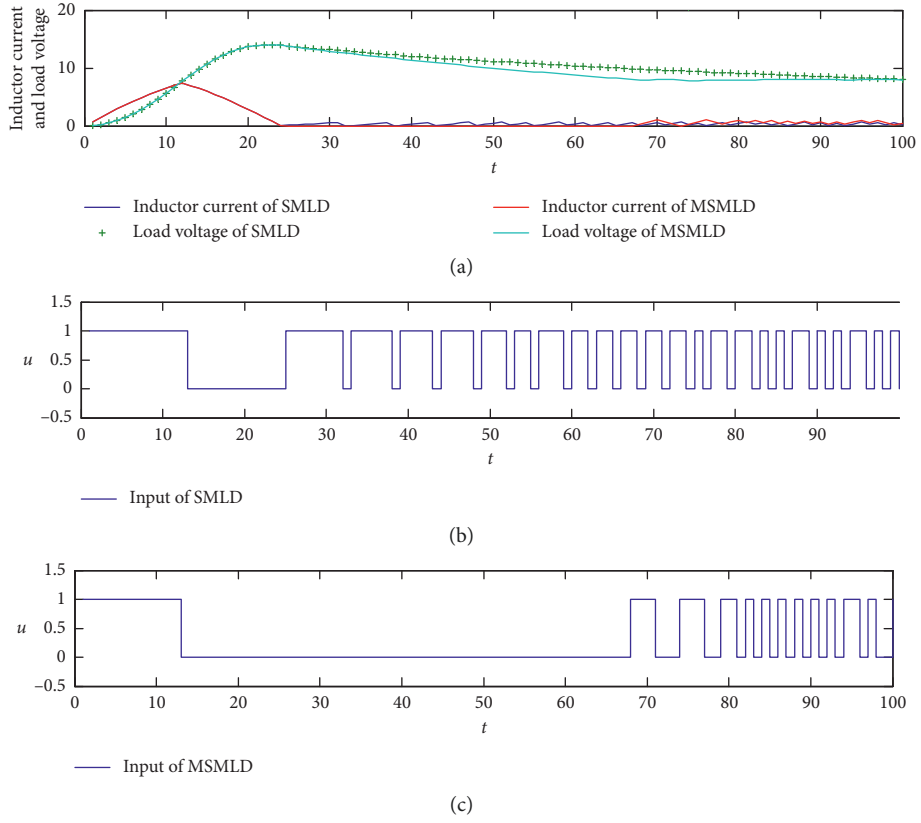 Inductor current
and load voltage
20
10
0
0 10 20 30 40 50 60 70 80 90 100
t
Inductor current of SMLD
Load voltage of SMLD
Inductor current of MSMLD
Load voltage of MSMLD
(a)
1.5
1
u 0.5
0
−0.5
0 10 20 30 40 50 60 70 80 90
t
Input of SMLD
(b)
1.5
1
u 0.5
0
−0.5
0 10 20 30 40 50 60 70 80 90 100
t
Input of MSMLD
(c)